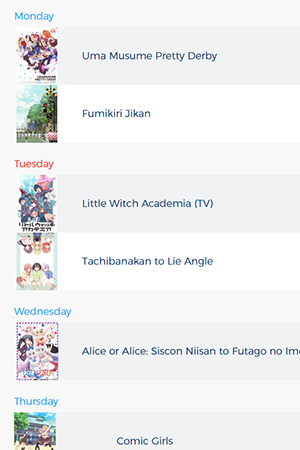 Monday
Uma Musume Pretty Derby
Fumikiri Jikan
Tuesday
Little Witch Academia (TV)
Tachibanakan to Lie Angle
Wednesday
Alice or Alice: Siscon Niisan to Futago no Imo
Thursday
Comic Girls